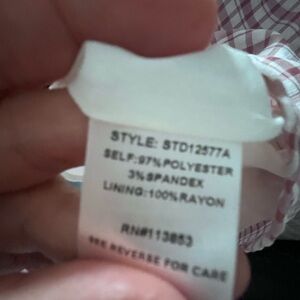 STYLE: STD12577A
SELF:97%POLYESTER
3%SPANDEX
LINING:100%RAYON
RN#113853
SEE REVERSE FOR CARE